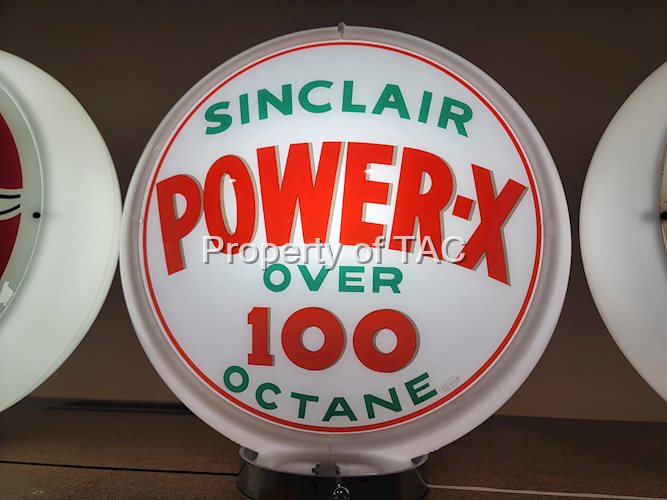 SINCLAIR
POWER-X
Property of TAC
OVER
100
OCTANE